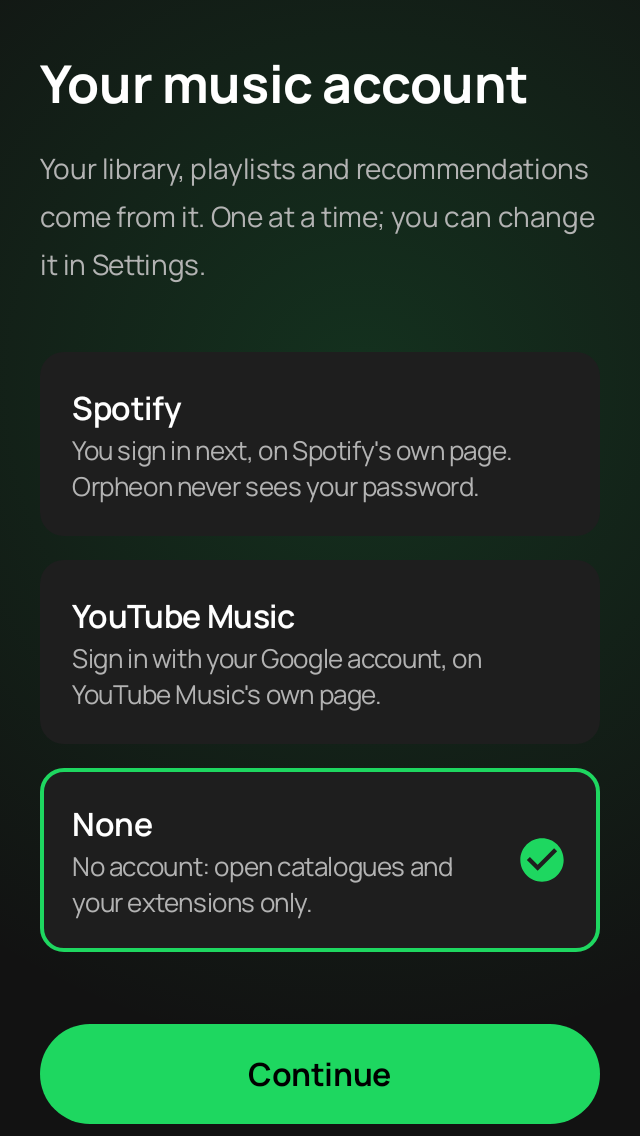 Your music account
Your library, playlists and recommendations
come from it. One at a time; you can change
it in Settings.
Spotify
You sign in next, on Spotify's own page.
Orpheon never sees your password.
YouTube Music
Sign in with your Google account, on
YouTube Music's own page.
None
No account: open catalogues and
your extensions only.
Continue